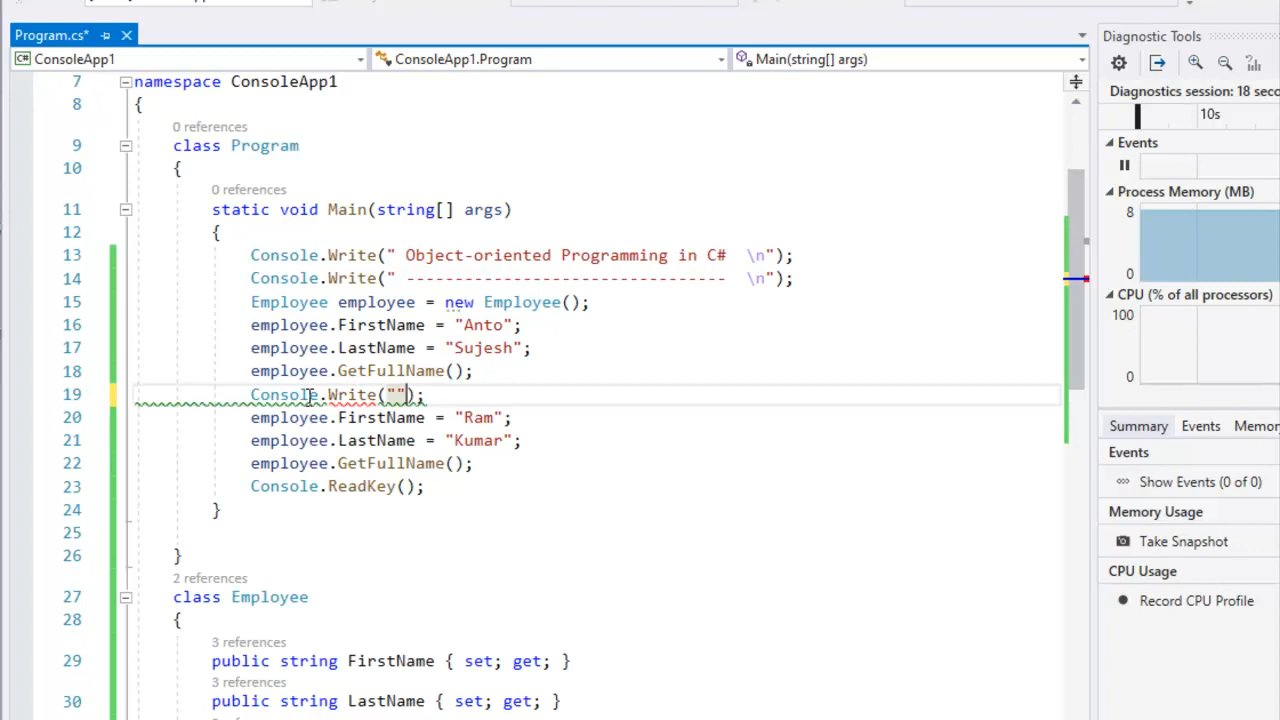 Program.cs*
ConsoleApp1 ConsoleApp1.Program Main(string[] args)
7 namespace ConsoleApp1
8 {
0 references
9 class Program
10 {
0 references
11 static void Main(string[] args)
12 {
13 Console.Write(" Object-oriented Programming in C#  \n");
14 Console.Write(" ---------------------------------  \n");
15 Employee employee = new Employee();
16 employee.FirstName = "Anto";
17 employee.LastName = "Sujesh";
18 employee.GetFullName();
19 Console.Write("");
20 employee.FirstName = "Ram";
21 employee.LastName = "Kumar";
22 employee.GetFullName();
23 Console.ReadKey();
24 }
25
26 }
2 references
27 class Employee
28 {
3 references
29 public string FirstName { set; get; }
3 references
30 public string LastName { set; get; }
Diagnostic Tools
Diagnostics session: 18 seco
10s
Events
Process Memory (MB)
8
0
CPU (% of all processors)
100
0
Summary Events Memor
Events
Show Events (0 of 0)
Memory Usage
Take Snapshot
CPU Usage
Record CPU Profile